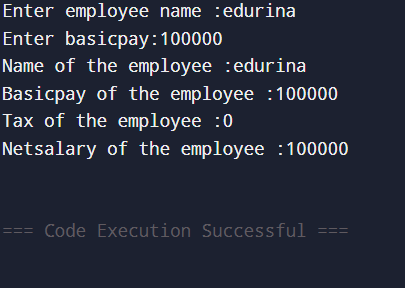 Enter employee name :edurina
Enter basicpay:100000
Name of the employee :edurina
Basicpay of the employee :100000
Tax of the employee :0
Netsalary of the employee :100000
=== Code Execution Successful ===